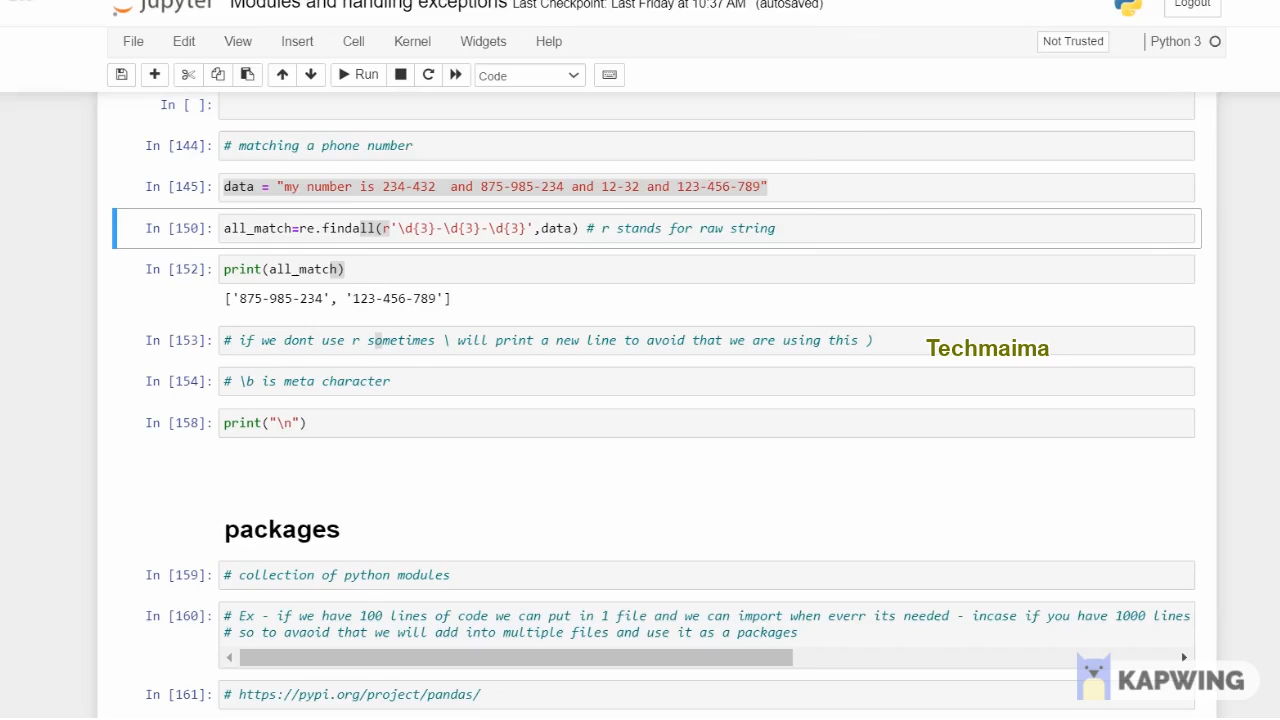 jupyter Modules and handling exceptions Last Checkpoint: Last Friday at 10:37 AM (autosaved) Logout
File Edit View Insert Cell Kernel Widgets Help Not Trusted Python 3
Run Code
In [ ]:
In [144]: # matching a phone number
In [145]: data = "my number is 234-432  and 875-985-234 and 12-32 and 123-456-789"
In [150]: all_match=re.findall(r'\d{3}-\d{3}-\d{3}',data) # r stands for raw string
In [152]: print(all_match)
['875-985-234', '123-456-789']
In [153]: # if we dont use r sometimes \ will print a new line to avoid that we are using this )
Techmaima
In [154]: # \b is meta character
In [158]: print("\n")
packages
In [159]: # collection of python modules
In [160]: # Ex - if we have 100 lines of code we can put in 1 file and we can import when everr its needed - incase if you have 1000 lines
# so to avaoid that we will add into multiple files and use it as a packages
In [161]: # https://pypi.org/project/pandas/
KAPWING